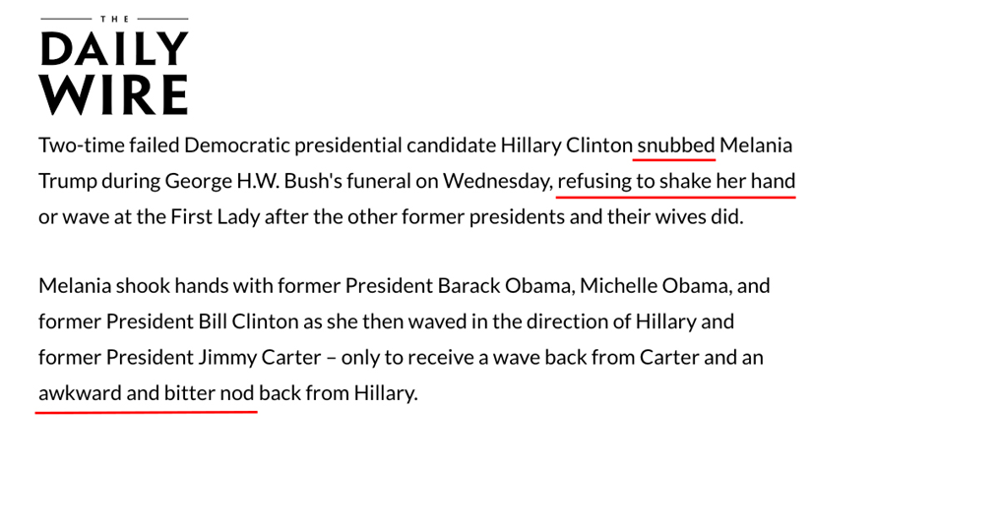 THE
DAILY
WIRE
Two-time failed Democratic presidential candidate Hillary Clinton snubbed Melania
Trump during George H.W. Bush's funeral on Wednesday, refusing to shake her hand
or wave at the First Lady after the other former presidents and their wives did.
Melania shook hands with former President Barack Obama, Michelle Obama, and
former President Bill Clinton as she then waved in the direction of Hillary and
former President Jimmy Carter – only to receive a wave back from Carter and an
awkward and bitter nod back from Hillary.